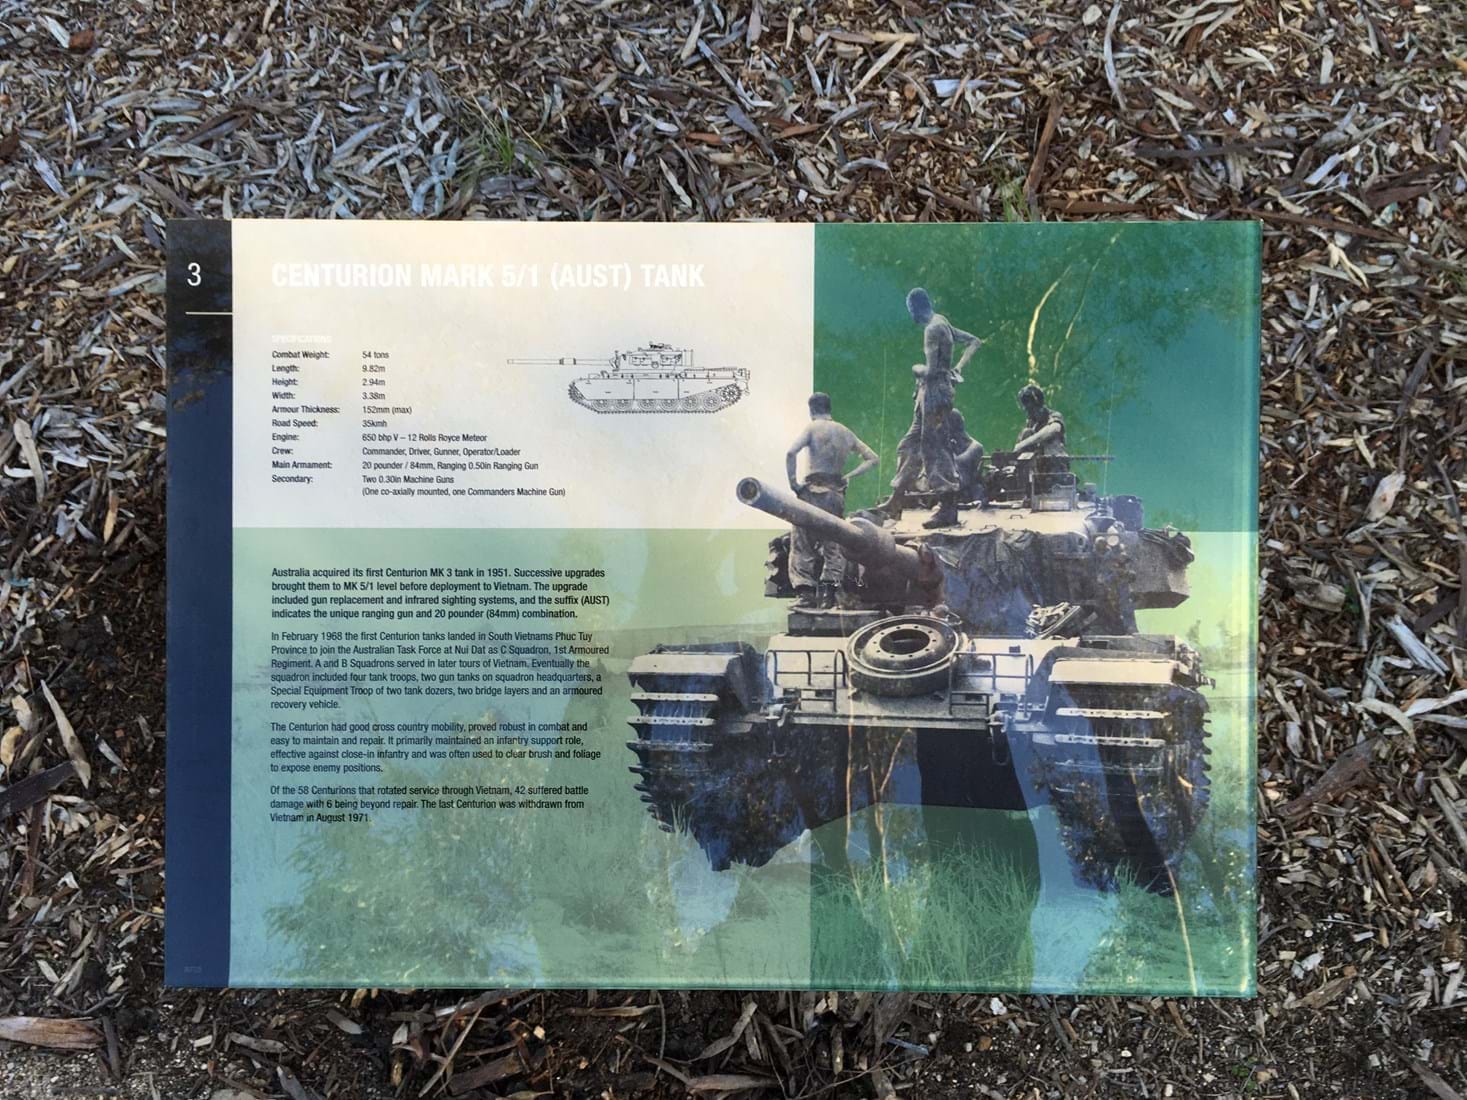 3
CENTURION MARK 5/1 (AUST) TANK
SPECIFICATIONS
Combat Weight: 54 tons
Length: 9.82m
Height: 2.94m
Width: 3.38m
Armour Thickness: 152mm (max)
Road Speed: 35kmh
Engine: 650 bhp V – 12 Rolls Royce Meteor
Crew: Commander, Driver, Gunner, Operator/Loader
Main Armament: 20 pounder / 84mm, Ranging 0.50in Ranging Gun
Secondary: Two 0.30in Machine Guns
(One co-axially mounted, one Commanders Machine Gun)
Australia acquired its first Centurion MK 3 tank in 1951. Successive upgrades
brought them to MK 5/1 level before deployment to Vietnam. The upgrade
included gun replacement and infrared sighting systems, and the suffix (AUST)
indicates the unique ranging gun and 20 pounder (84mm) combination.
In February 1968 the first Centurion tanks landed in South Vietnams Phuc Tuy
Province to join the Australian Task Force at Nui Dat as C Squadron, 1st Armoured
Regiment. A and B Squadrons served in later tours of Vietnam. Eventually the
squadron included four tank troops, two gun tanks on squadron headquarters, a
Special Equipment Troop of two tank dozers, two bridge layers and an armoured
recovery vehicle.
The Centurion had good cross country mobility, proved robust in combat and
easy to maintain and repair. It primarily maintained an infantry support role,
effective against close-in infantry and was often used to clear brush and foliage
to expose enemy positions.
Of the 58 Centurions that rotated service through Vietnam, 42 suffered battle
damage with 6 being beyond repair. The last Centurion was withdrawn from
Vietnam in August 1971.